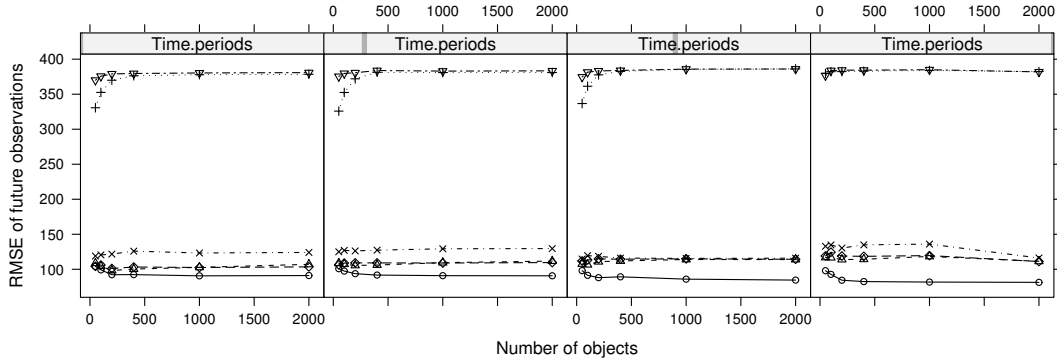 0 500 1000 1500 2000
0 500 1000 1500 2000
Time.periods
Time.periods
Time.periods
Time.periods
400
350
300
250
200
150
100
RMSE of future observations
0 500 1000 1500 2000
0 500 1000 1500 2000
Number of objects